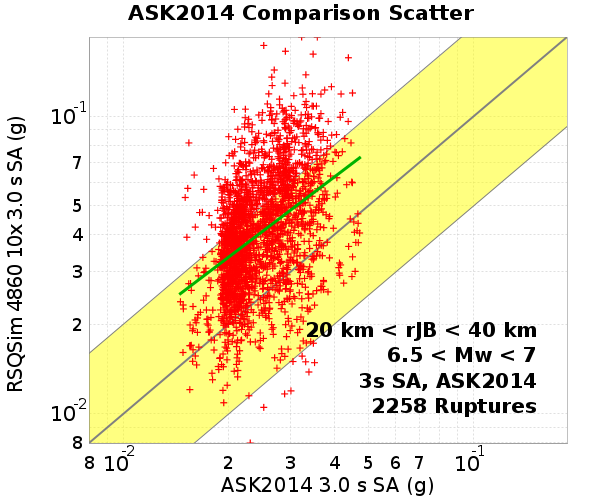 ASK2014 Comparison Scatter
RSQSim 4860 10x 3.0 s SA (g)
10-1
7
5
4
3
2
10-2
8
20 km < rJB < 40 km
6.5 < Mw < 7
3s SA, ASK2014
2258 Ruptures
8 10-2 2 3 4 5 6 7 10-1
ASK2014 3.0 s SA (g)